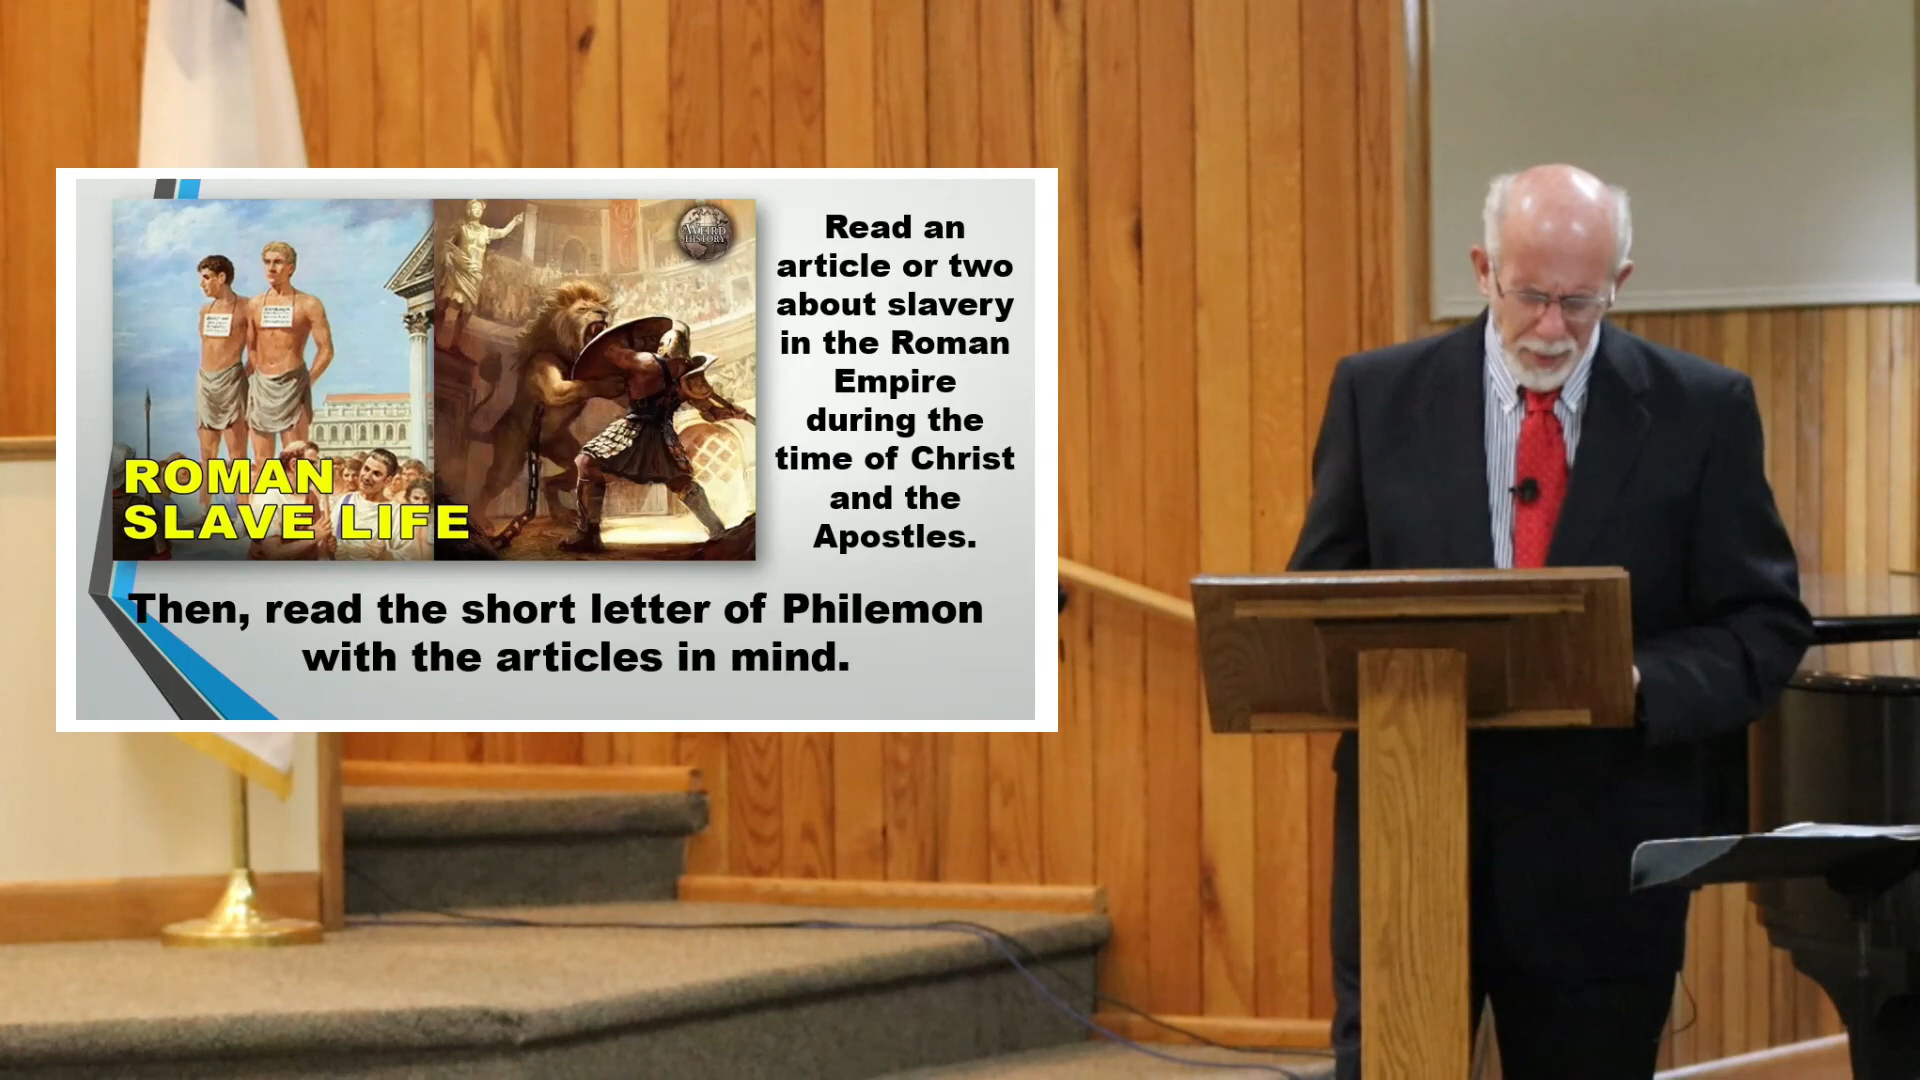 WEIRD
HISTORY
ROMAN
SLAVE LIFE
Read an
article or two
about slavery
in the Roman
Empire
during the
time of Christ
and the
Apostles.
Then, read the short letter of Philemon
with the articles in mind.